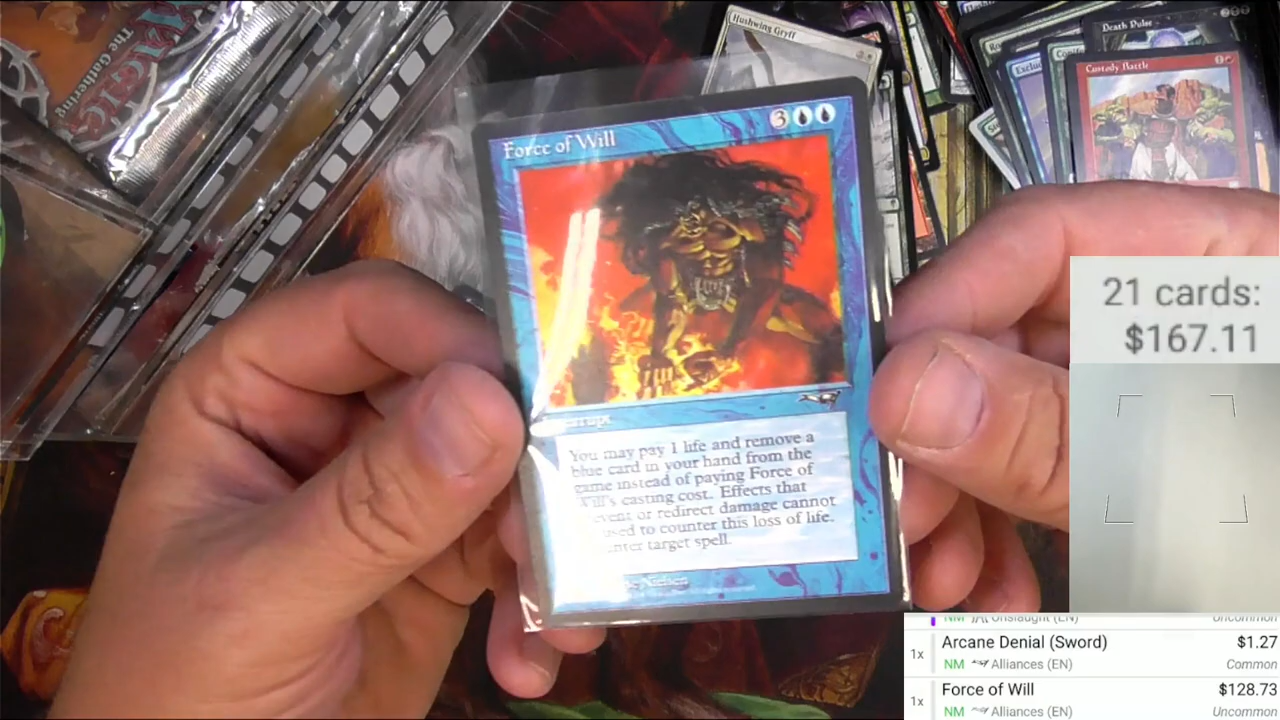 MAGIC
The Gathering
Hushwing Gryff
Death Pulse
Custody Battle
Force of Will
3
You may pay 1 life and remove a
blue card in your hand from the
game instead of paying Force of
Will's casting cost. Effects that
or redirect damage cannot
used to counter this loss of life.
target spell.
Nielsen
21 cards:
$167.11
NM Onslaught (EN) Uncommon
1x Arcane Denial (Sword) $1.27
NM Alliances (EN) Common
1x Force of Will $128.73
NM Alliances (EN) Uncommon